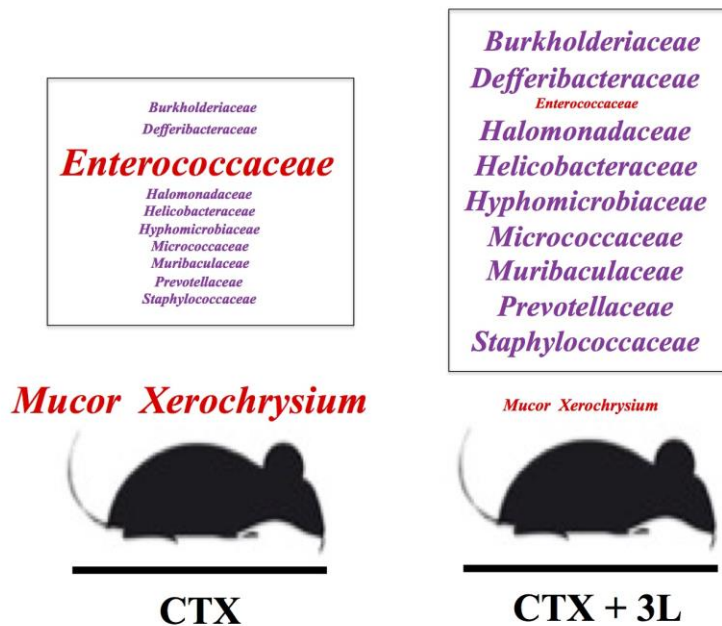 Burkholderiaceae
Defferibacteraceae
Enterococcaceae
Halomonadaceae
Helicobacteraceae
Hyphomicrobiaceae
Micrococcaceae
Muribaculaceae
Prevotellaceae
Staphylococcaceae
Mucor Xerochrysium
CTX
Burkholderiaceae
Defferibacteraceae
Enterococcaceae
Halomonadaceae
Helicobacteraceae
Hyphomicrobiaceae
Micrococcaceae
Muribaculaceae
Prevotellaceae
Staphylococcaceae
Mucor Xerochrysium
CTX + 3L